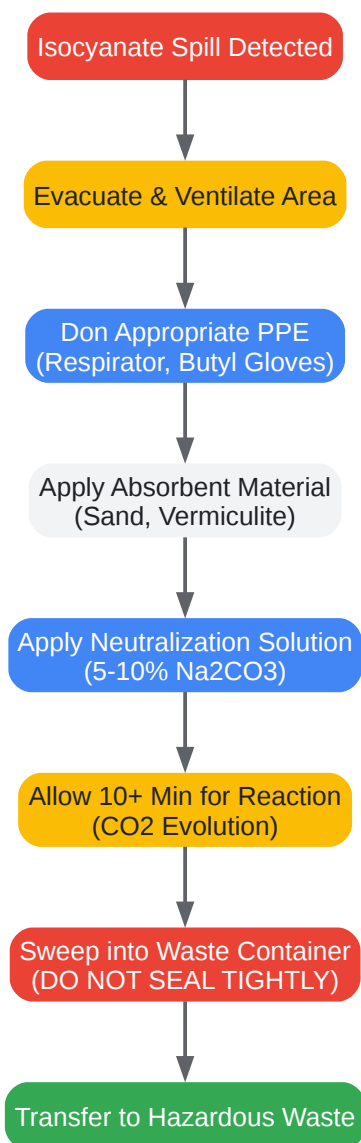 Isocyanate Spill Detected
Evacuate & Ventilate Area
Don Appropriate PPE
(Respirator, Butyl Gloves)
Apply Absorbent Material
(Sand, Vermiculite)
Apply Neutralization Solution
(5-10% Na2CO3)
Allow 10+ Min for Reaction
(CO2 Evolution)
Sweep into Waste Container
(DO NOT SEAL TIGHTLY)
Transfer to Hazardous Waste